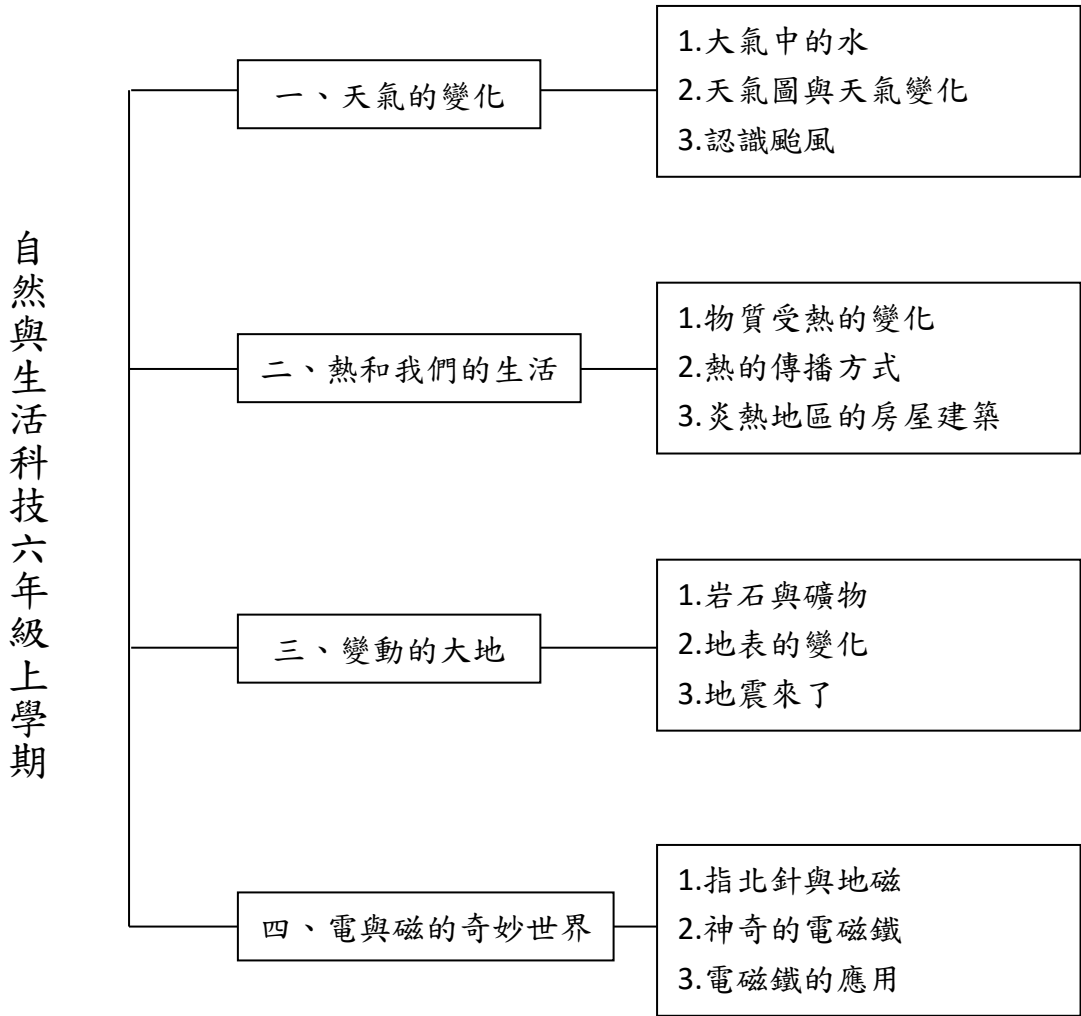 自然與生活科技六年級上學期
一、天氣的變化
1.大氣中的水
2.天氣圖與天氣變化
3.認識颱風
二、熱和我們的生活
1.物質受熱的變化
2.熱的傳播方式
3.炎熱地區的房屋建築
三、變動的大地
1.岩石與礦物
2.地表的變化
3.地震來了
四、電與磁的奇妙世界
1.指北針與地磁
2.神奇的電磁鐵
3.電磁鐵的應用